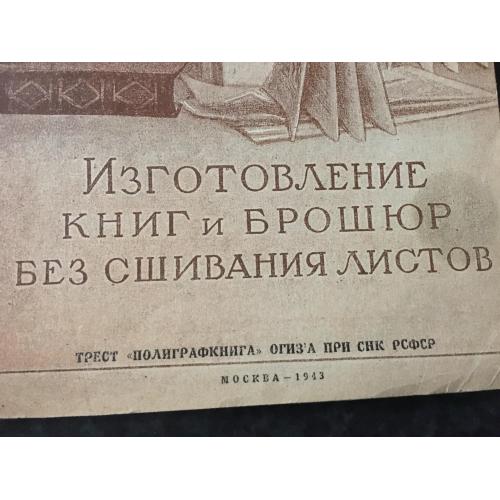 ИЗГОТОВЛЕНИЕ
КНИГ и БРОШЮР
БЕЗ СШИВАНИЯ ЛИСТОВ
ТРЕСТ «ПОЛИГРАФКНИГА» ОГИЗ'А ПРИ СНК РСФСР
МОСКВА — 1943